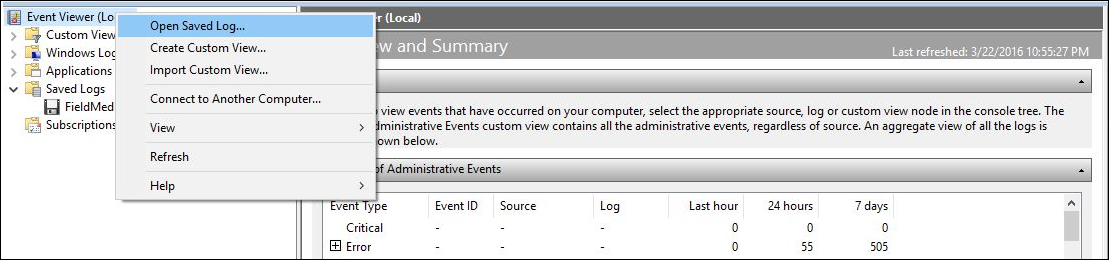 Event Viewer (Lo
Custom View
Windows Log
Applications
Saved Logs
FieldMed
Subscriptions
Open Saved Log...
Create Custom View...
Import Custom View...
Connect to Another Computer...
View
Refresh
Help
er (Local)
w and Summary
Last refreshed: 3/22/2016 10:55:27 PM
o view events that have occurred on your computer, select the appropriate source, log or custom view node in the console tree. The
dministrative Events custom view contains all the administrative events, regardless of source. An aggregate view of all the logs is
own below.
of Administrative Events
Event Type Event ID Source Log Last hour 24 hours 7 days
Critical - - - 0 0 0
Error - - - 0 55 505